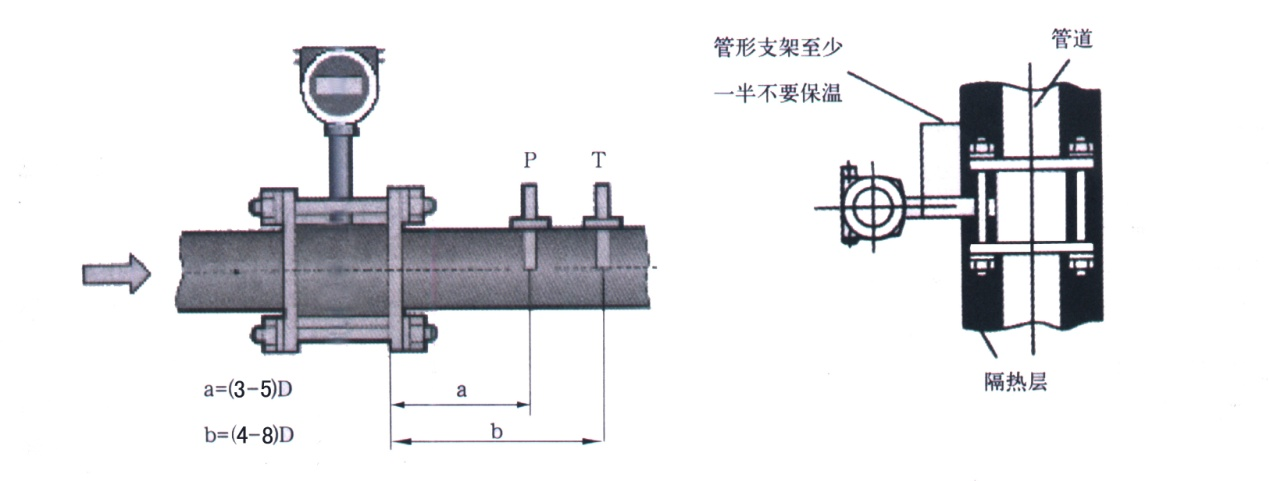 P T
a
b
a=(3-5)D
b=(4-8)D
管形支架至少
一半不要保温
管道
隔热层